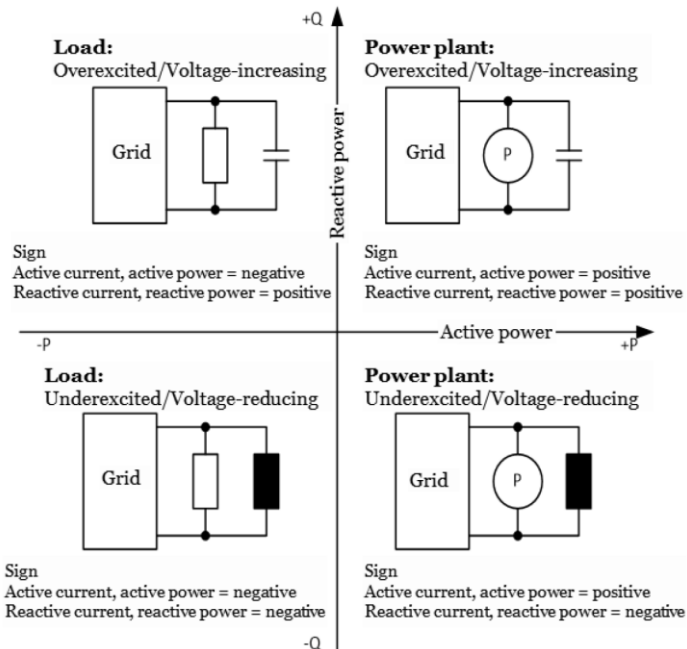 +Q
Load:
Overexcited/Voltage-increasing
Grid
Sign
Active current, active power = negative
Reactive current, reactive power = positive
Reactive power
Power plant:
Overexcited/Voltage-increasing
Grid
P
Sign
Active current, active power = positive
Reactive current, reactive power = positive
-P
Active power
+P
Load:
Underexcited/Voltage-reducing
Grid
Sign
Active current, active power = negative
Reactive current, reactive power = negative
Power plant:
Underexcited/Voltage-reducing
Grid
P
Sign
Active current, active power = positive
Reactive current, reactive power = negative
-Q